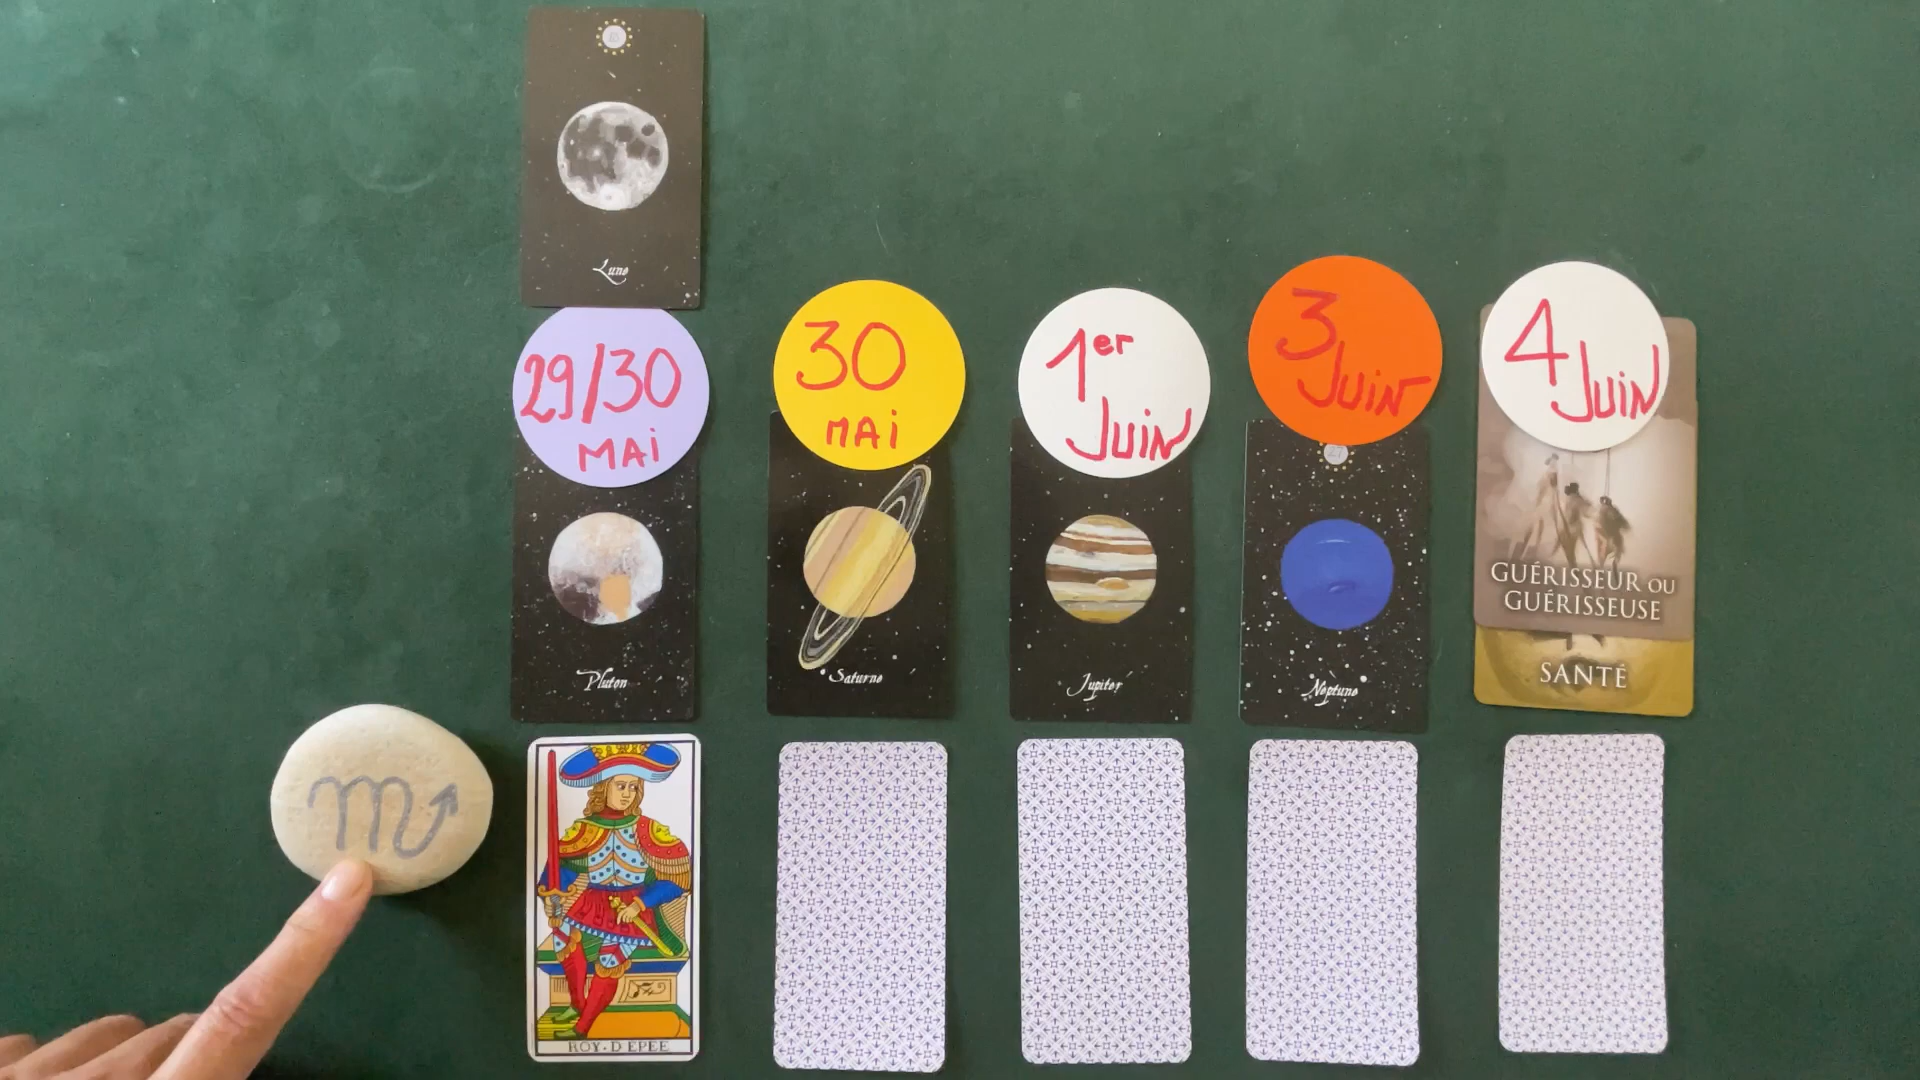 Lune
29/30
MAi
30
MAi
1er
JUiN
3
JUiN
27
4
JUiN
Pluton
Saturne
Jupiter
Neptune
GUÉRISSEUR OU
GUÉRISSEUSE
SANTÉ
ROY·D EPEE